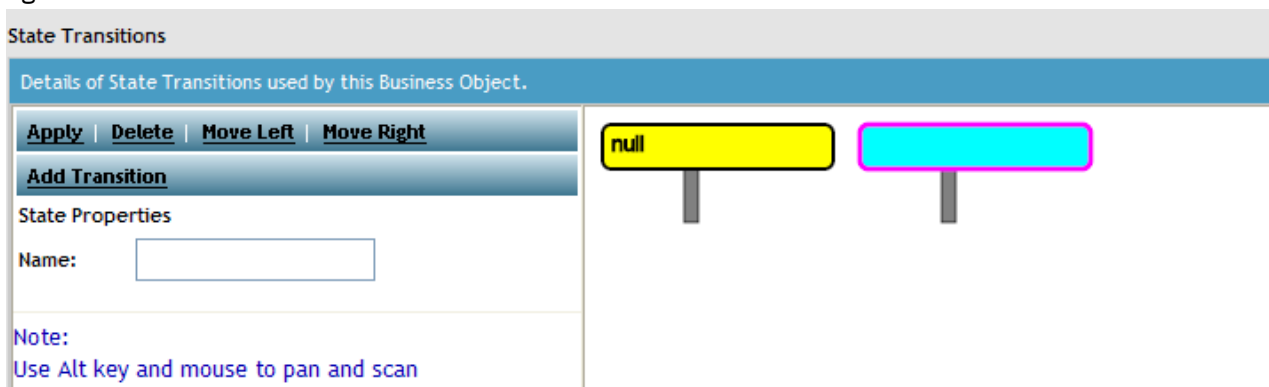 State Transitions
Details of State Transitions used by this Business Object.
Apply | Delete | Move Left | Move Right
Add Transition
State Properties
Name:
Note:
Use Alt key and mouse to pan and scan
null